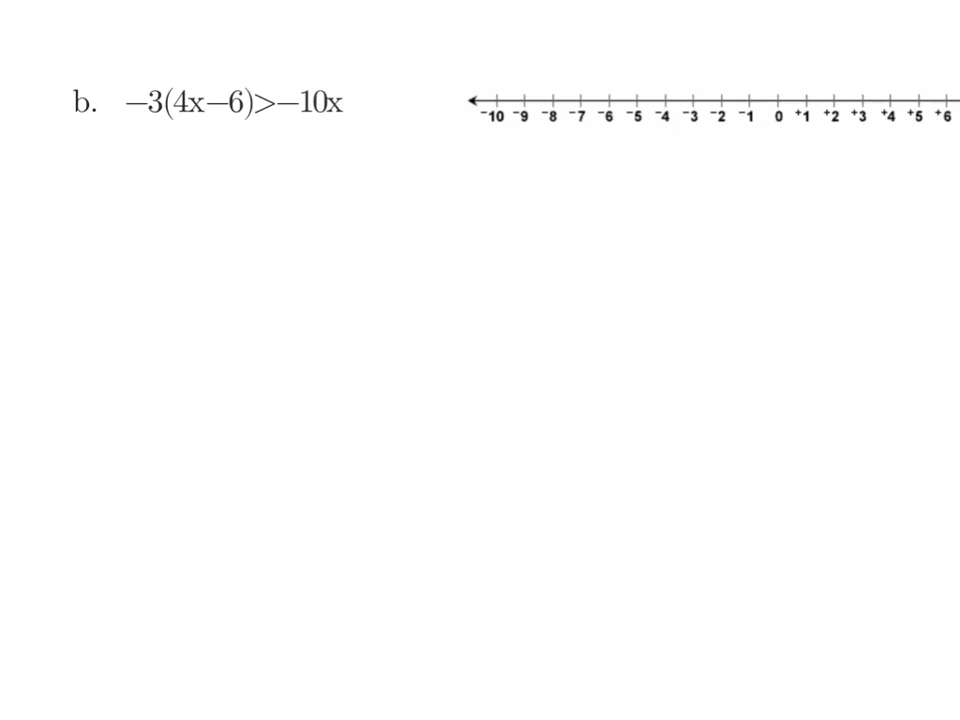 b. −3(4x−6)>−10x
⁻10 ⁻9 ⁻8 ⁻7 ⁻6 ⁻5 ⁻4 ⁻3 ⁻2 ⁻1 0 ⁺1 ⁺2 ⁺3 ⁺4 ⁺5 ⁺6